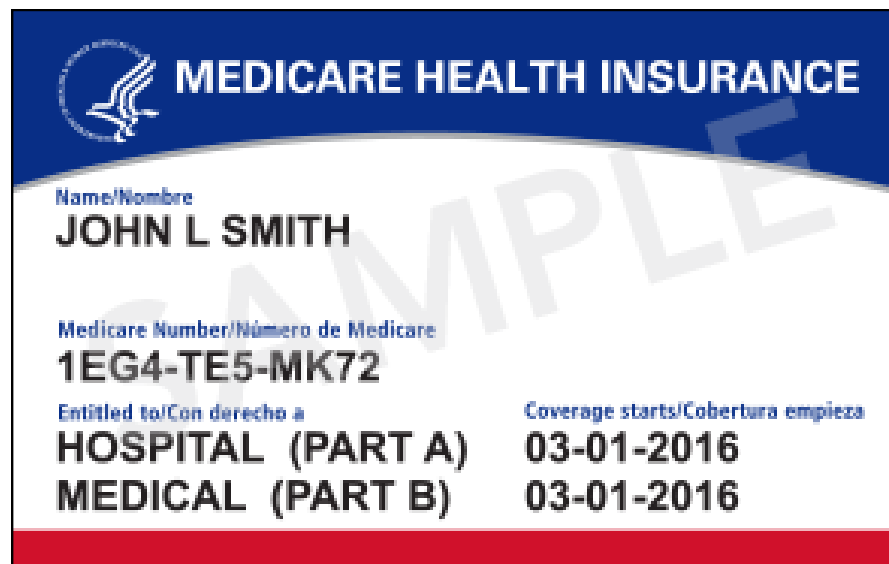 MEDICARE HEALTH INSURANCE
Name/Nombre
JOHN L SMITH
Medicare Number/Número de Medicare
1EG4-TE5-MK72
Entitled to/Con derecho a
Coverage starts/Cobertura empieza
HOSPITAL (PART A) 03-01-2016
MEDICAL (PART B) 03-01-2016
SAMPLE